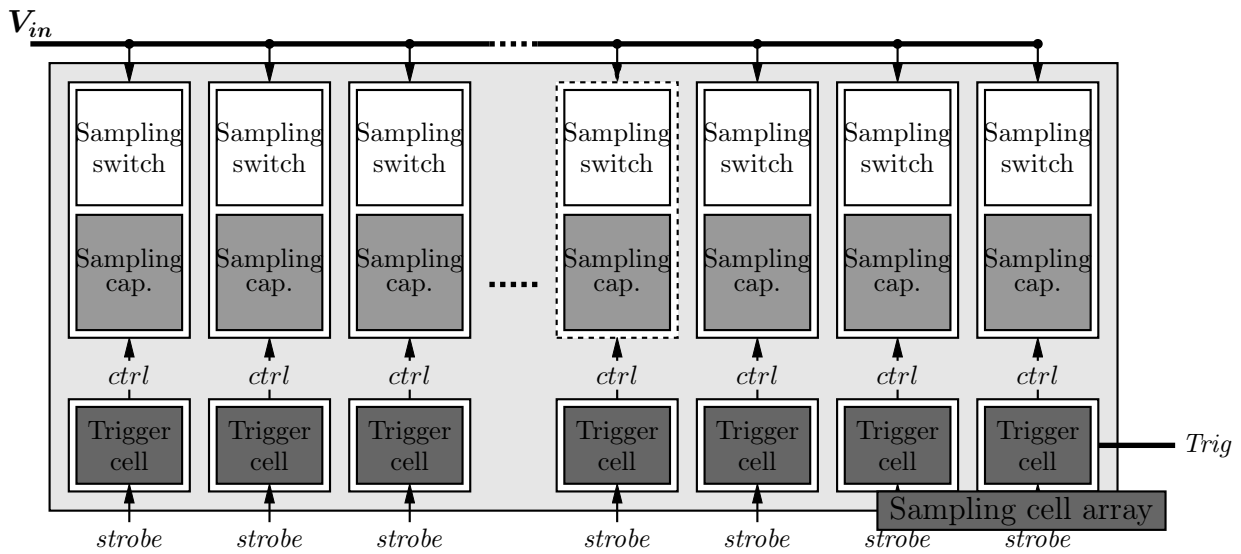 V_in
Sampling switch Sampling switch Sampling switch Sampling switch Sampling switch Sampling switch Sampling switch
Sampling cap. Sampling cap. Sampling cap. ...... Sampling cap. Sampling cap. Sampling cap. Sampling cap.
ctrl ctrl ctrl ctrl ctrl ctrl ctrl
Trigger cell Trigger cell Trigger cell Trigger cell Trigger cell Trigger cell Trigger cell
Trig
Sampling cell array
strobe strobe strobe strobe strobe strobe strobe